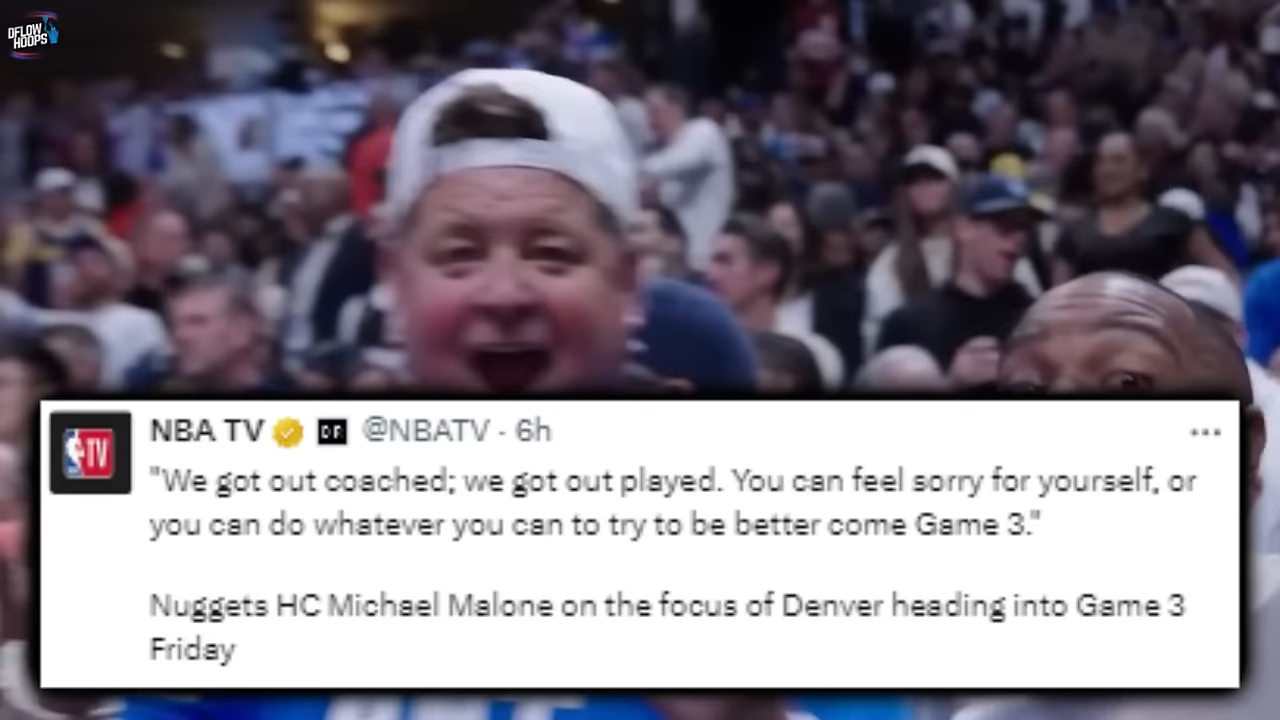 DFLOW
HOOPS
NBA TV @NBATV · 6h
TV
"We got out coached; we got out played. You can feel sorry for yourself, or
you can do whatever you can to try to be better come Game 3."
Nuggets HC Michael Malone on the focus of Denver heading into Game 3
Friday